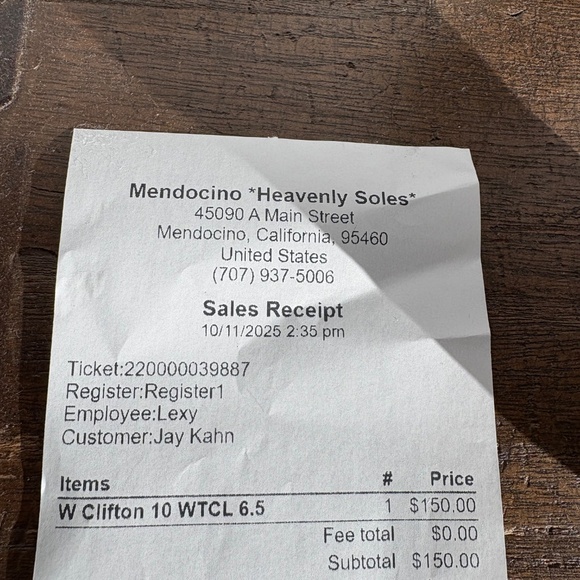 Mendocino *Heavenly Soles*
45090 A Main Street
Mendocino, California, 95460
United States
(707) 937-5006
Sales Receipt
10/11/2025 2:35 pm
Ticket:220000039887
Register:Register1
Employee:Lexy
Customer:Jay Kahn
Items # Price
W Clifton 10 WTCL 6.5 1 $150.00
Fee total $0.00
Subtotal $150.00